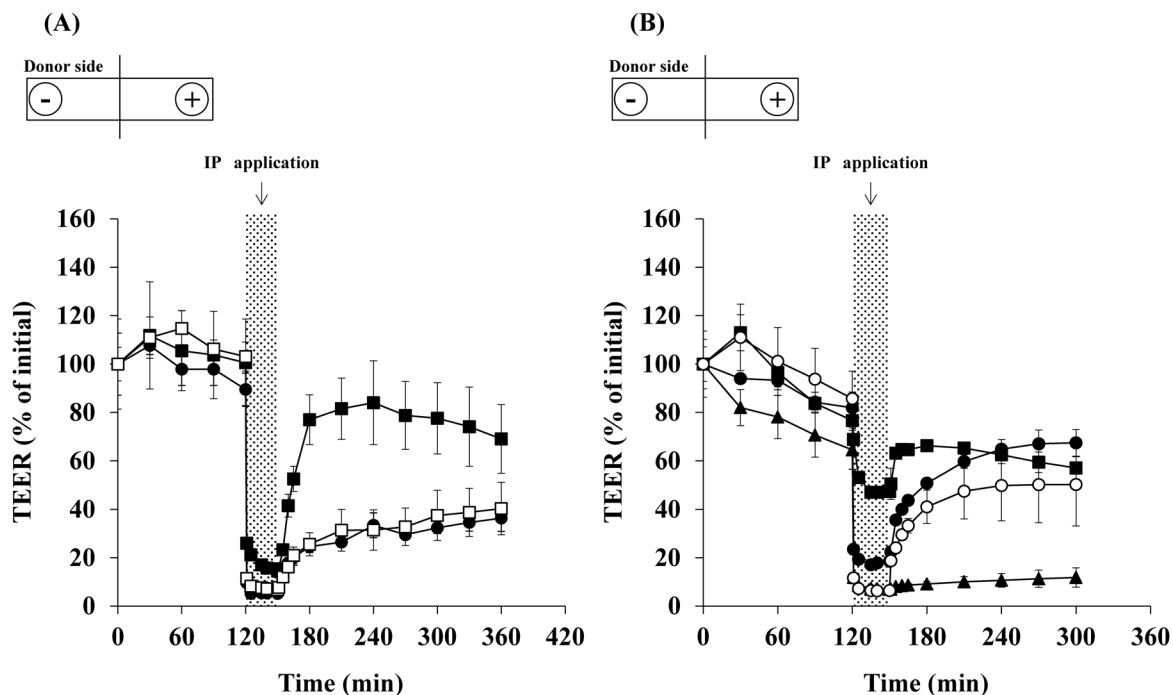 (A)
Donor side
- +
IP application
160
140
120
100
80
60
40
20
0
TEER (% of initial)
0 60 120 180 240 300 360 420
Time (min)
(B)
Donor side
- +
IP application
160
140
120
100
80
60
40
20
0
TEER (% of initial)
0 60 120 180 240 300 360
Time (min)